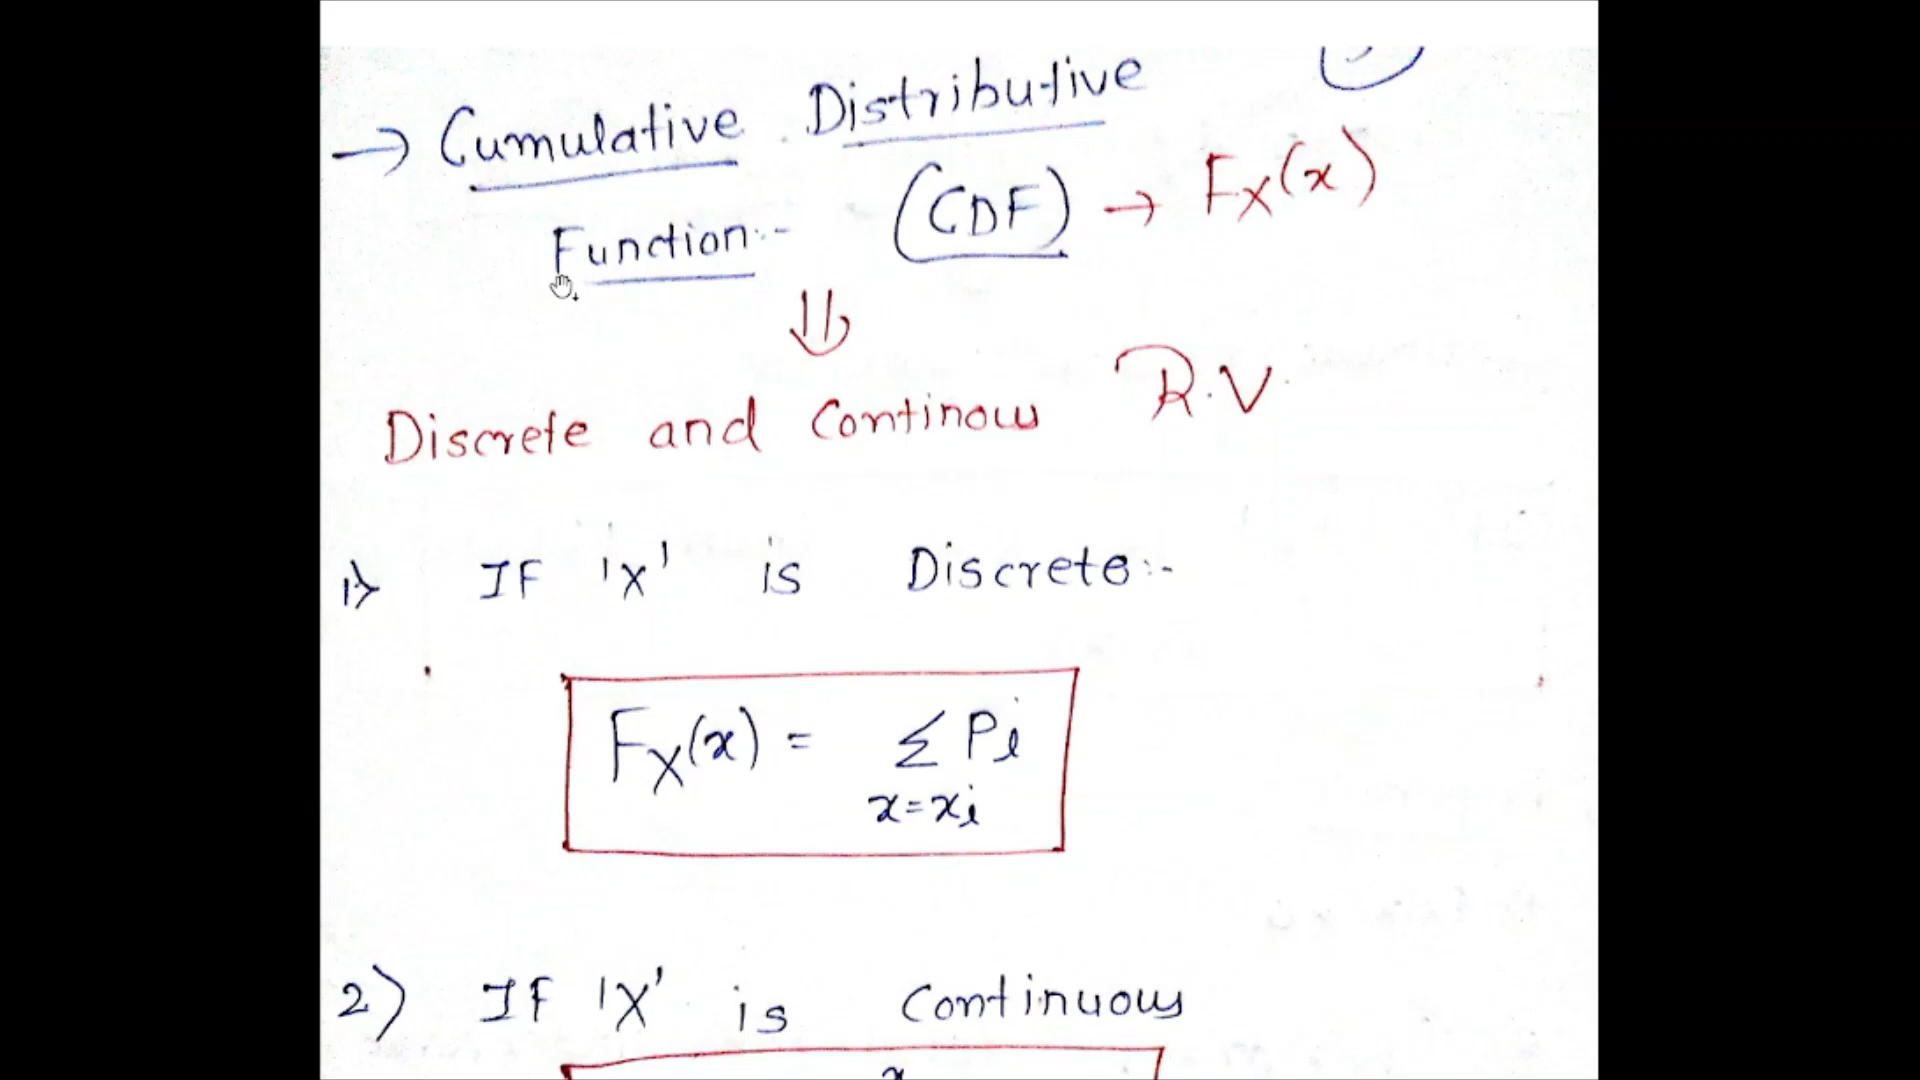 → Cumulative Distributive
Function:- (CDF) → Fx(x)
⇓
Discrete and Continous R.V
1) IF 'X' is Discrete:-
Fx(x) = Σ Pi
x=xi
2) IF 'X' is Continuous
x